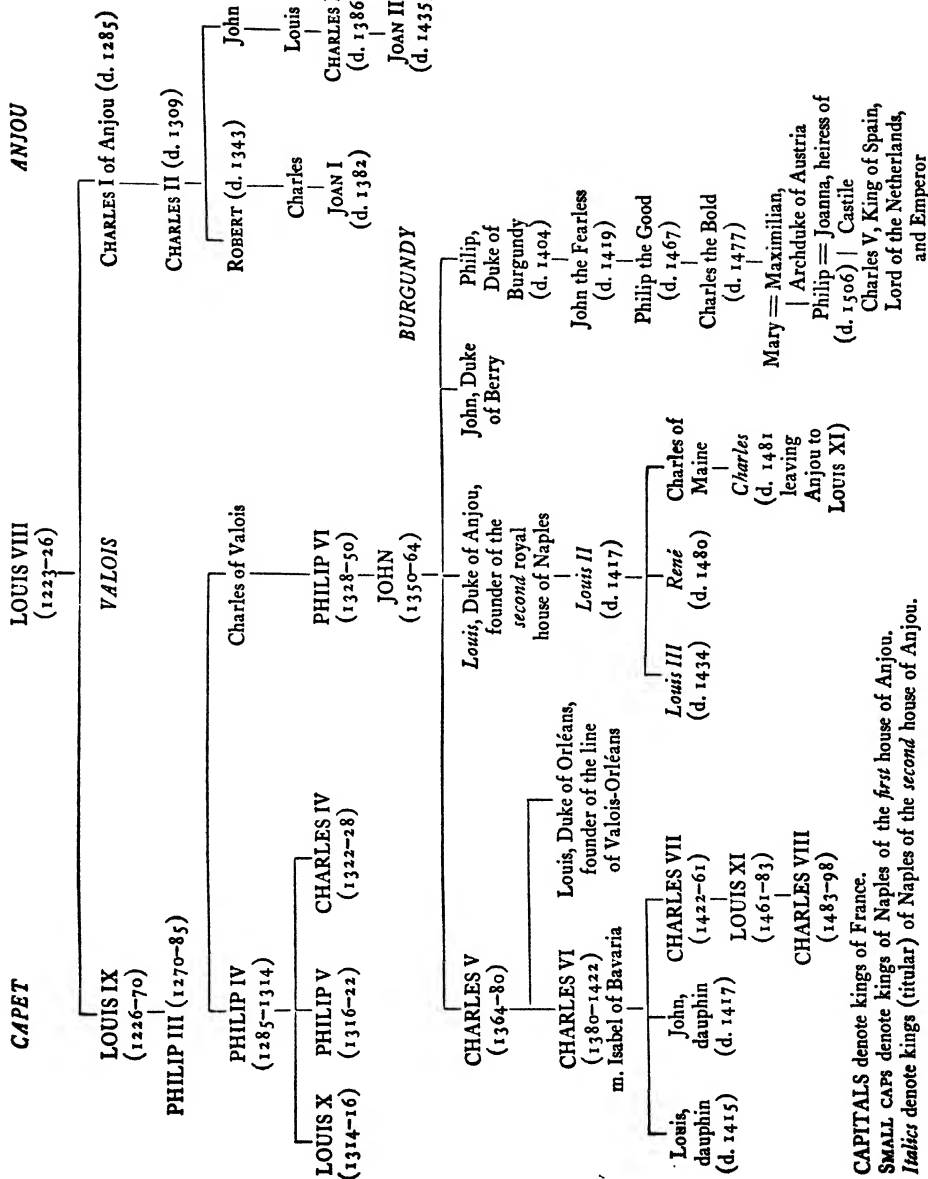 CAPET
VALOIS
ANJOU
LOUIS VIII
(1223–26)
LOUIS IX
(1226–70)
PHILIP III (1270–85)
CHARLES I of Anjou (d. 1285)
CHARLES II (d. 1309)
PHILIP IV
(1285–1314)
Charles of Valois
ROBERT (d. 1343)
John
LOUIS X
(1314–16)
PHILIP V
(1316–22)
CHARLES IV
(1322–28)
PHILIP VI
(1328–50)
JOHN
(1350–64)
Charles
JOAN I
(d. 1382)
Louis
CHARLES
(d. 1386
JOAN II
(d. 1435
BURGUNDY
CHARLES V
(1364–80)
Louis, Duke of Anjou,
founder of the
second royal
house of Naples
John, Duke
of Berry
Philip,
Duke of
Burgundy
(d. 1404)
CHARLES VI
(1380–1422)
m. Isabel of Bavaria
Louis, Duke of Orléans,
founder of the line
of Valois-Orléans
Louis II
(d. 1417)
John the Fearless
(d. 1419)
Philip the Good
(d. 1467)
Charles the Bold
(d. 1477)
Louis,
dauphin
(d. 1415)
John,
dauphin
(d. 1417)
CHARLES VII
(1422–61)
LOUIS XI
(1461–83)
CHARLES VIII
(1483–98)
Louis III
(d. 1434)
René
(d. 1480)
Charles of
Maine
Charles
(d. 1481
leaving
Anjou to
LOUIS XI)
Mary = Maximilian,
Archduke of Austria
Philip = Joanna, heiress of
(d. 1506) Castile
Charles V, King of Spain,
Lord of the Netherlands,
and Emperor
CAPITALS denote kings of France.
SMALL CAPS denote kings of Naples of the first house of Anjou.
Italics denote kings (titular) of Naples of the second house of Anjou.